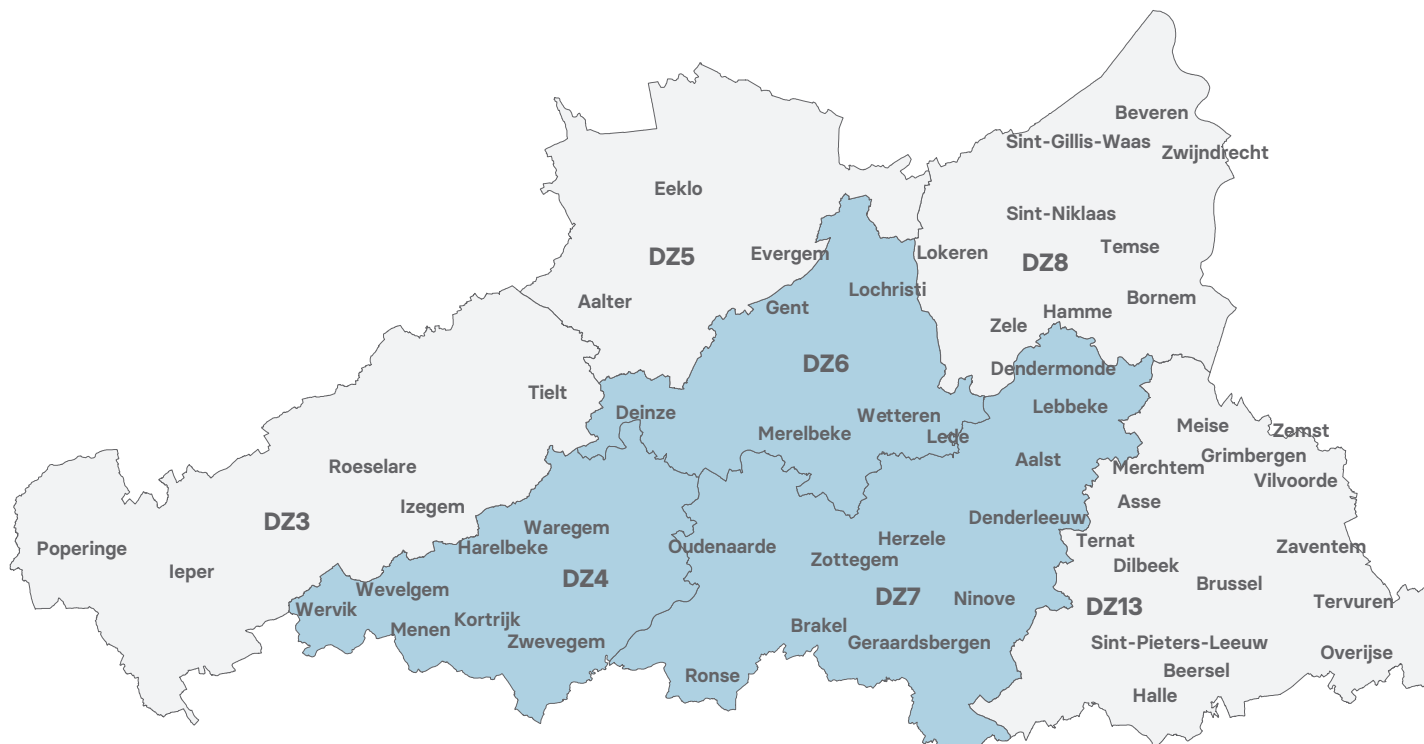 Beveren
Sint-Gillis-Waas
Zwijndrecht
Eeklo
Sint-Niklaas
Evergem
DZ5
Lokeren
Temse
DZ8
Lochristi
Aalter
Gent
Bornem
Hamme
Zele
DZ6
Dendermonde
Tielt
Deinze
Wetteren
Lebbeke
Merelbeke
Lede
Meise
Zemst
Grimbergen
Roeselare
Aalst
Merchtem
Vilvoorde
Izegem
Asse
DZ3
Waregem
Denderleeuw
Poperinge
Harelbeke
Oudenaarde
Herzele
Ternat
Zaventem
Ieper
Zottegem
Dilbeek
DZ4
Brussel
Wevelgem
DZ7
Ninove
DZ13
Tervuren
Wervik
Kortrijk
Menen
Brakel
Zwevegem
Geraardsbergen
Sint-Pieters-Leeuw
Overijse
Ronse
Beersel
Halle